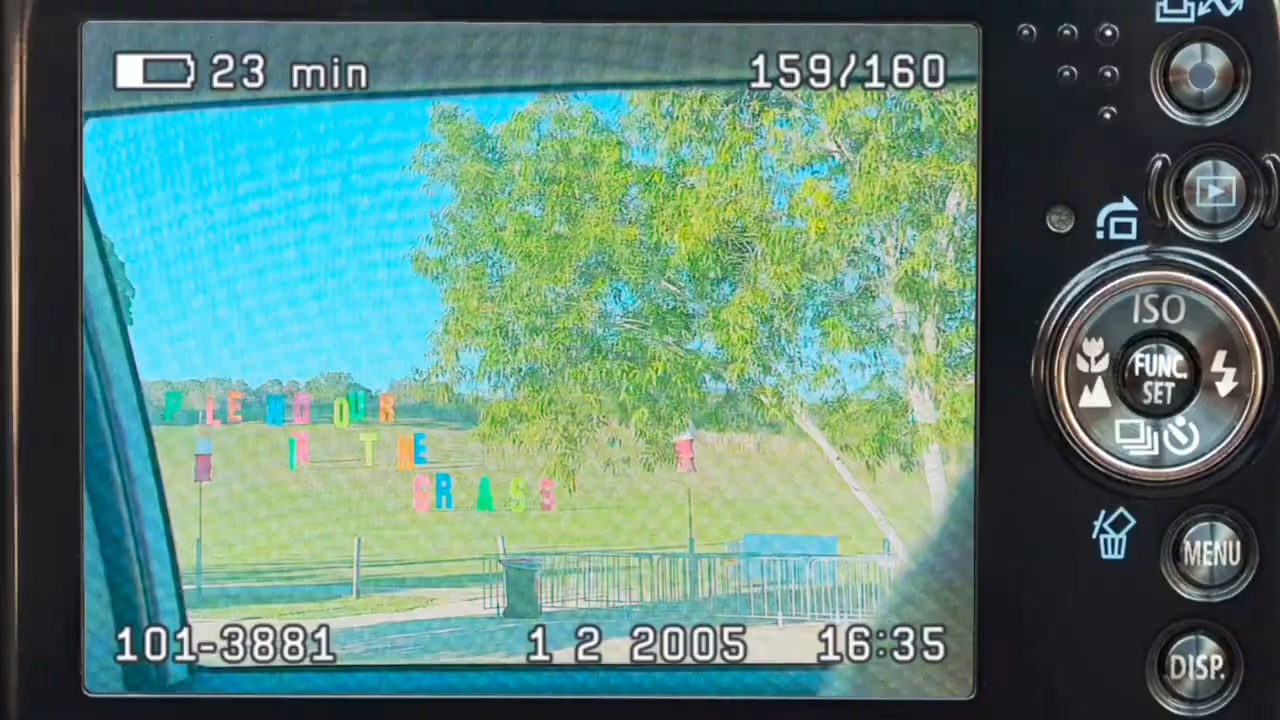 23 min 159/160
PLENDOUR
IN THE
GRASS
101-3881 1 2 2005 16:35
ISO
FUNC.
SET
MENU
DISP.